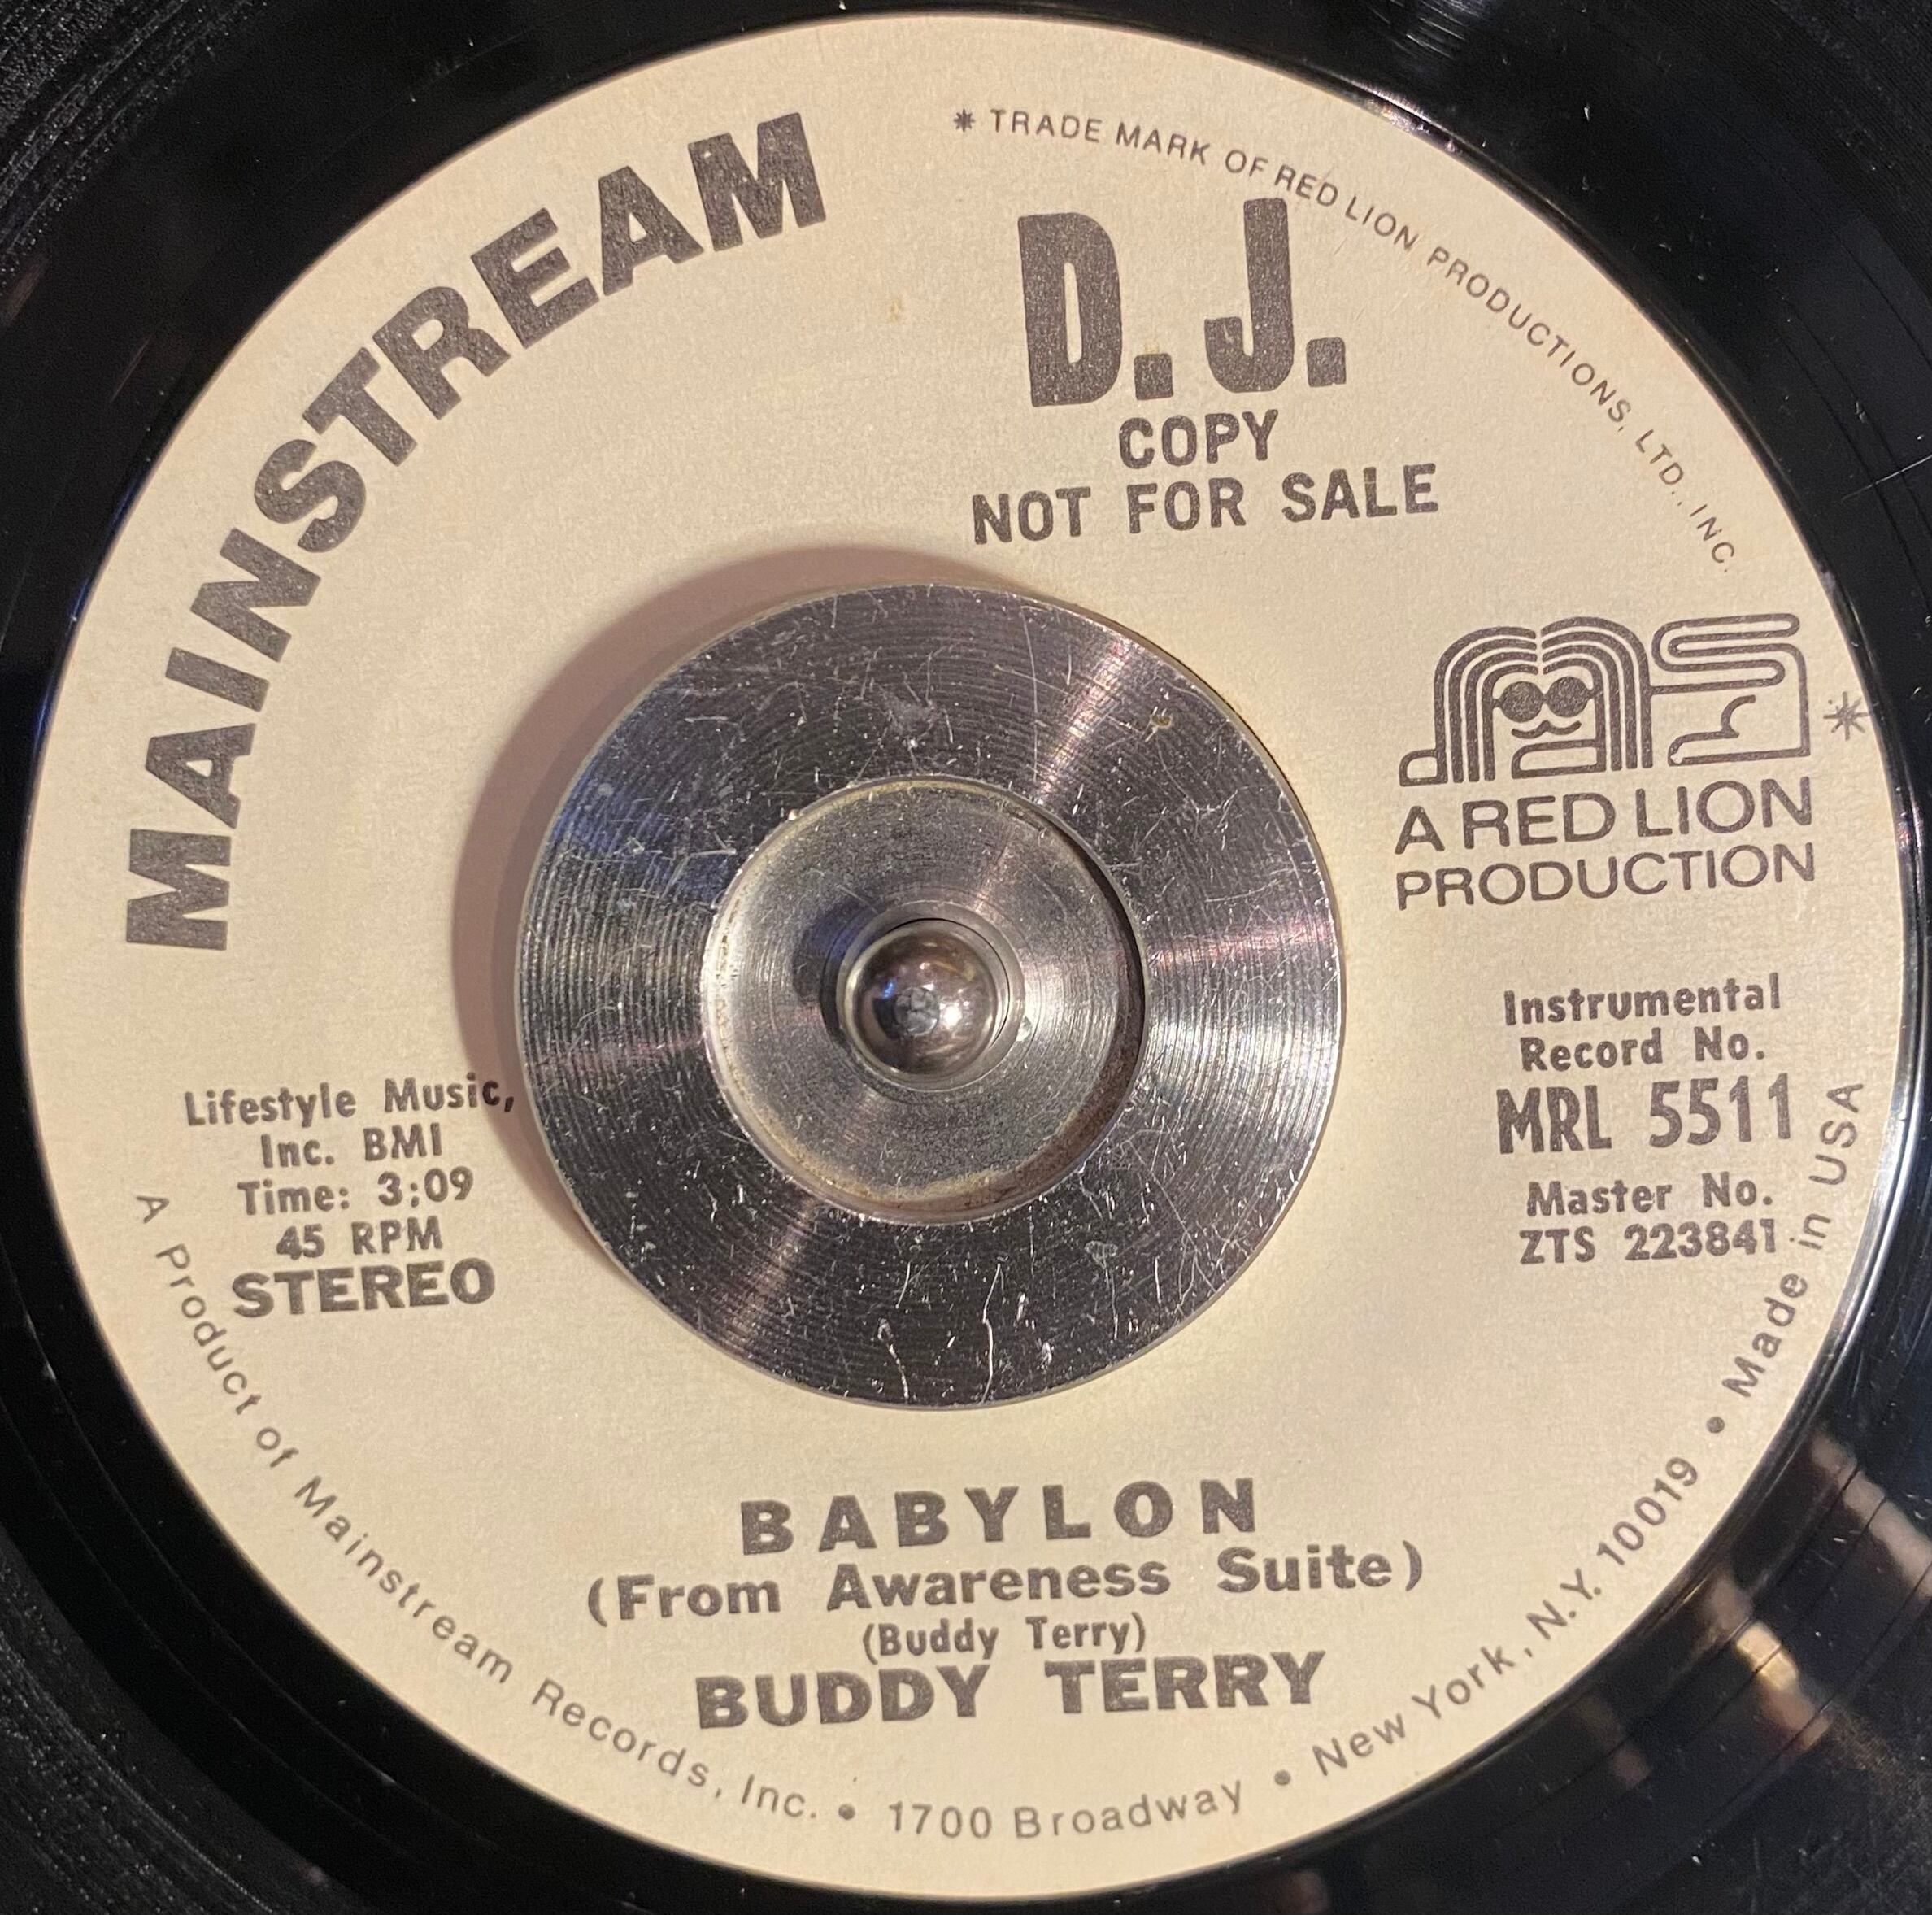 MAINSTREAM
* TRADE MARK OF RED LION PRODUCTIONS, LTD., INC.
D.J.
COPY
NOT FOR SALE
ms*
A RED LION
PRODUCTION
Instrumental
Record No.
MRL 5511
Master No.
ZTS 223841
Lifestyle Music,
Inc. BMI
Time: 3;09
45 RPM
STEREO
BABYLON
(From Awareness Suite)
(Buddy Terry)
BUDDY TERRY
A Product of Mainstream Records, Inc. • 1700 Broadway • New York, N.Y. 10019 • Made in USA